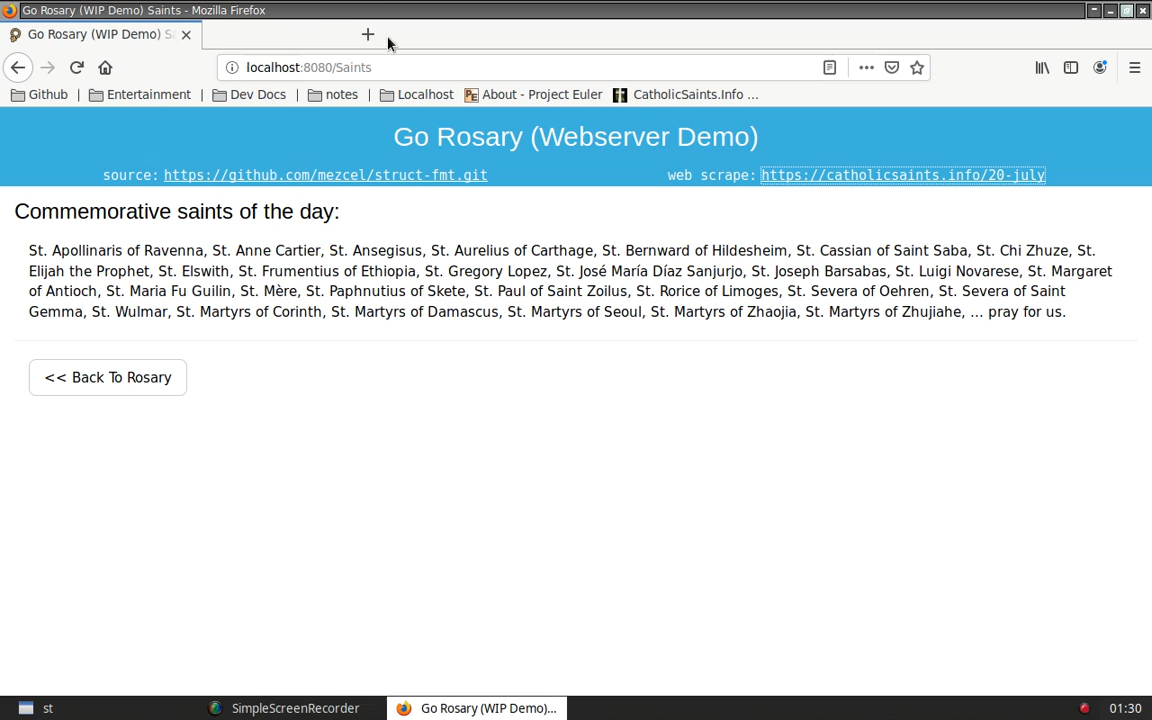 Go Rosary (WIP Demo) Saints - Mozilla Firefox
Go Rosary (WIP Demo) S
localhost:8080/Saints
Github | Entertainment | Dev Docs | notes | Localhost About - Project Euler CatholicSaints.Info ...
Go Rosary (Webserver Demo)
source: https://github.com/mezcel/struct-fmt.git web scrape: https://catholicsaints.info/20-july
Commemorative saints of the day:
St. Apollinaris of Ravenna, St. Anne Cartier, St. Ansegisus, St. Aurelius of Carthage, St. Bernward of Hildesheim, St. Cassian of Saint Saba, St. Chi Zhuze, St.
Elijah the Prophet, St. Elswith, St. Frumentius of Ethiopia, St. Gregory Lopez, St. José María Díaz Sanjurjo, St. Joseph Barsabas, St. Luigi Novarese, St. Margaret
of Antioch, St. Maria Fu Guilin, St. Mère, St. Paphnutius of Skete, St. Paul of Saint Zoilus, St. Rorice of Limoges, St. Severa of Oehren, St. Severa of Saint
Gemma, St. Wulmar, St. Martyrs of Corinth, St. Martyrs of Damascus, St. Martyrs of Seoul, St. Martyrs of Zhaojia, St. Martyrs of Zhujiahe, ... pray for us.
<< Back To Rosary
st SimpleScreenRecorder Go Rosary (WIP Demo)... 01:30